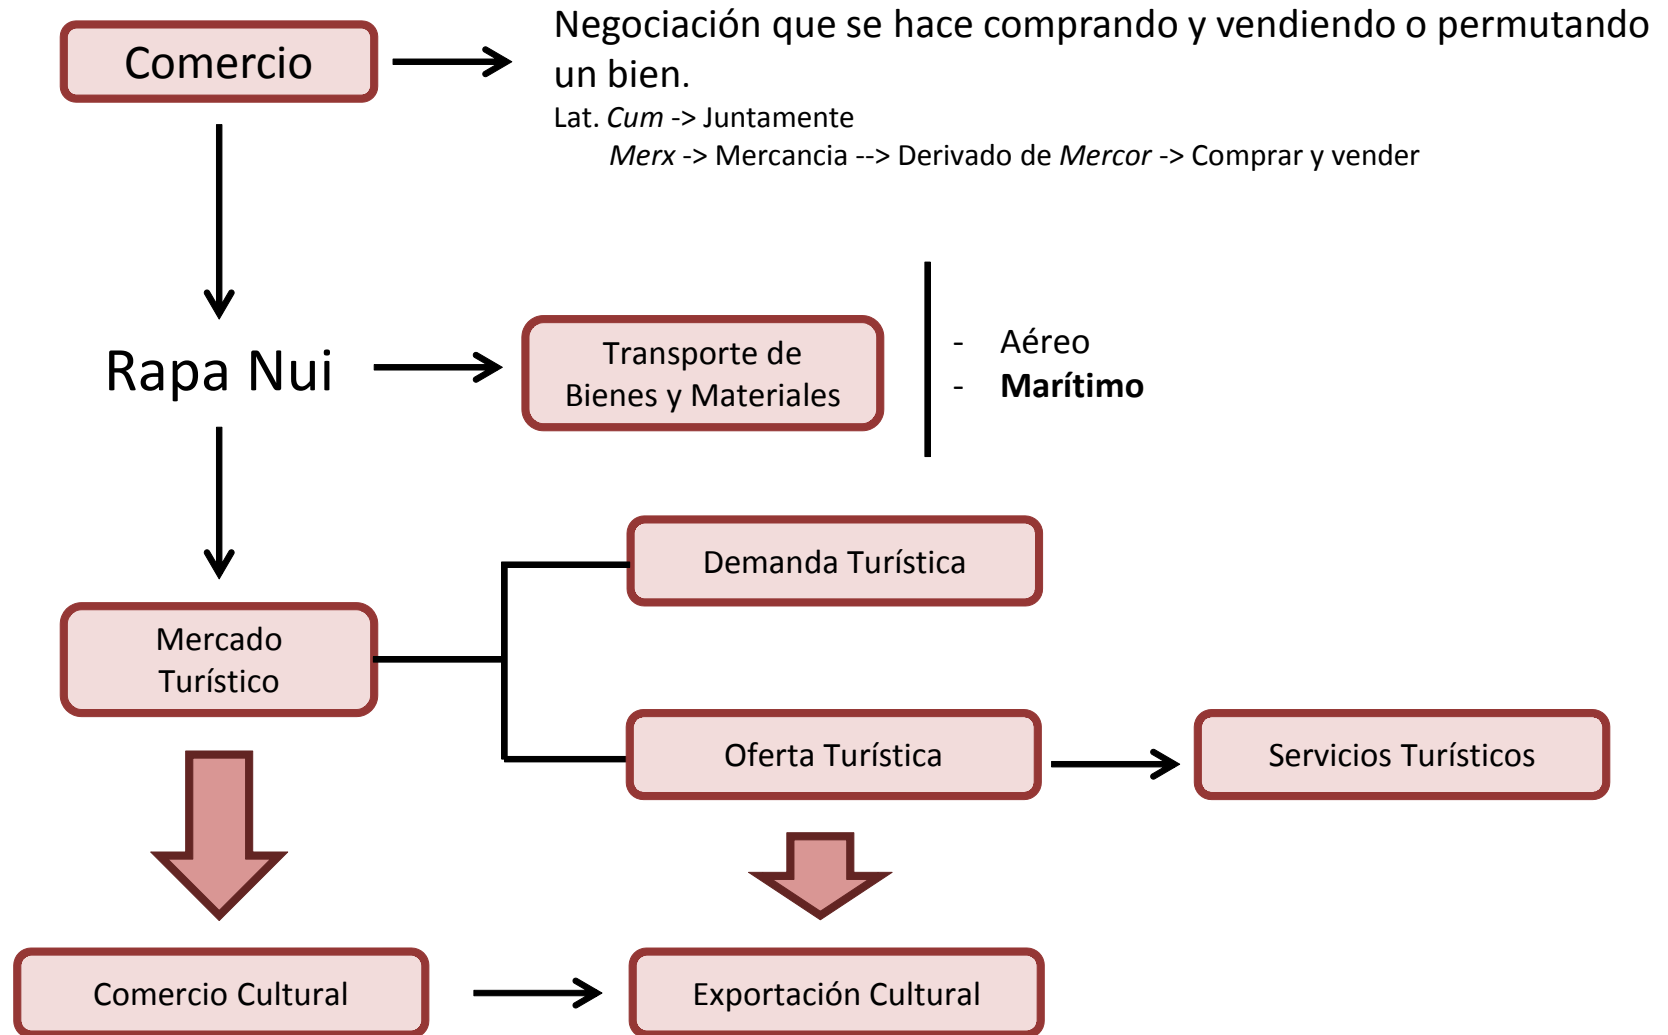 Comercio
Negociación que se hace comprando y vendiendo o permutando
un bien.
Lat. Cum -> Juntamente
Merx -> Mercancia --> Derivado de Mercor -> Comprar y vender
Rapa Nui
Transporte de
Bienes y Materiales
- Aéreo
- Marítimo
Demanda Turística
Mercado
Turístico
Oferta Turística
Servicios Turísticos
Comercio Cultural
Exportación Cultural